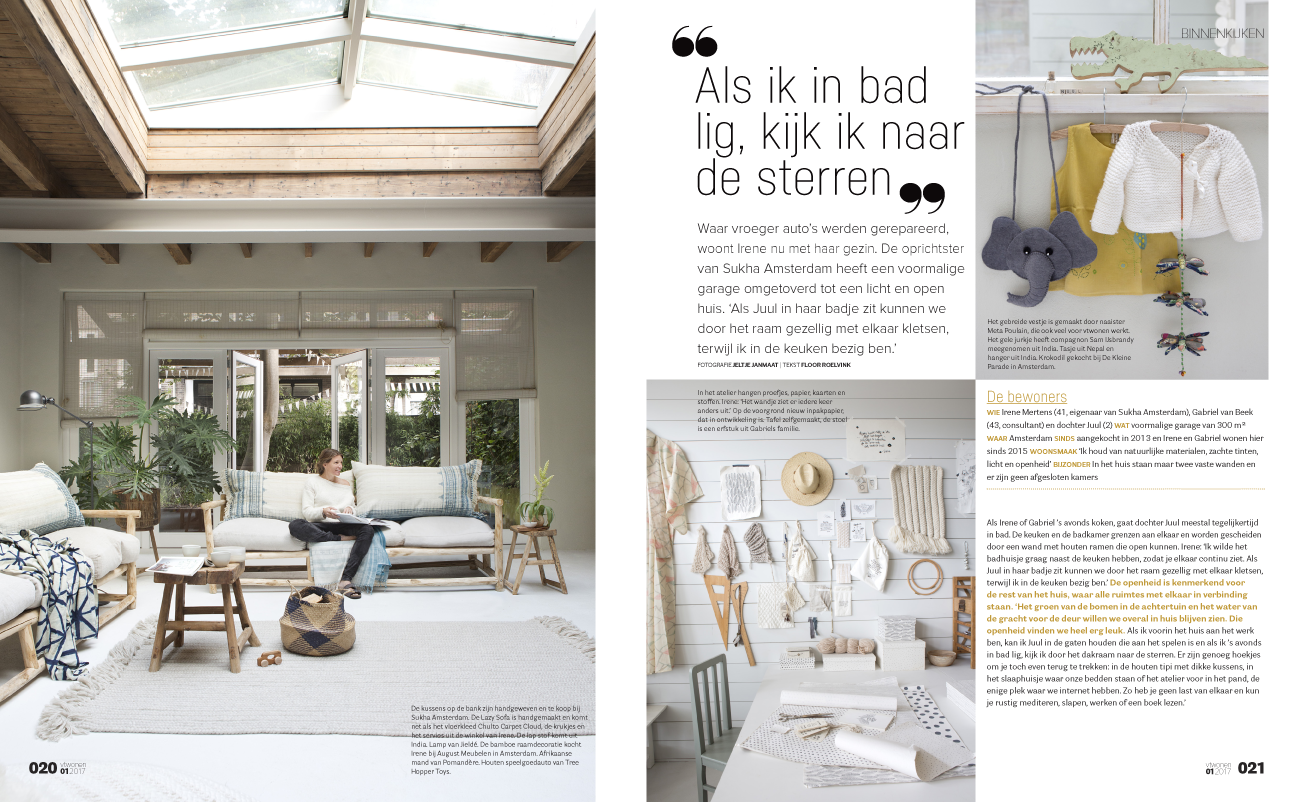 De kussens op de bank zijn handgeweven en te koop bij
Sukha Amsterdam. De Lazy Sofa is handgemaakt en komt
net als het vloerkleed Chulto Carpet Cloud, de krukjes en
het servies uit de winkel van Irene. De lap stof komt uit
India. Lamp van Jieldé. De bamboe raamdecoratie kocht
Irene bij August Meubelen in Amsterdam. Afrikaanse
mand van Pomandère. Houten speelgoedauto van Tree
Hopper Toys.
020 vtwonen
01.2017
“
Als ik in bad
lig, kijk ik naar
de sterren
”
Waar vroeger auto's werden gerepareerd,
woont Irene nu met haar gezin. De oprichtster
van Sukha Amsterdam heeft een voormalige
garage omgetoverd tot een licht en open
huis. ‘Als Juul in haar badje zit kunnen we
door het raam gezellig met elkaar kletsen,
terwijl ik in de keuken bezig ben.’
FOTOGRAFIE JELTJE JANMAAT | TEKST FLOOR ROELVINK
In het atelier hangen proefjes, papier, kaarten en
stoffen. Irene: ‘Het wandje ziet er iedere keer
anders uit.’ Op de voorgrond nieuw inpakpapier,
dat in ontwikkeling is. Tafel zelfgemaakt, de stoel
is een erfstuk uit Gabriels familie.
BINNENKIJKEN
Het gebreide vestje is gemaakt door naaister
Meta Poulain, die ook veel voor vtwonen werkt.
Het gele jurkje heeft compagnon Sam IJsbrandy
meegenomen uit India. Tasje uit Nepal en
hanger uit India. Krokodil gekocht bij De Kleine
Parade in Amsterdam.
De bewoners
WIE Irene Mertens (41, eigenaar van Sukha Amsterdam), Gabriel van Beek
(43, consultant) en dochter Juul (2) WAT voormalige garage van 300 m²
WAAR Amsterdam SINDS aangekocht in 2013 en Irene en Gabriel wonen hier
sinds 2015 WOONSMAAK ‘Ik houd van natuurlijke materialen, zachte tinten,
licht en openheid’ BIJZONDER In het huis staan maar twee vaste wanden en
er zijn geen afgesloten kamers
Als Irene of Gabriel 's avonds koken, gaat dochter Juul meestal tegelijkertijd
in bad. De keuken en de badkamer grenzen aan elkaar en worden gescheiden
door een wand met houten ramen die open kunnen. Irene: ‘Ik wilde het
badhuisje graag naast de keuken hebben, zodat je elkaar continu ziet. Als
Juul in haar badje zit kunnen we door het raam gezellig met elkaar kletsen,
terwijl ik in de keuken bezig ben.’ De openheid is kenmerkend voor
de rest van het huis, waar alle ruimtes met elkaar in verbinding
staan. ‘Het groen van de bomen in de achtertuin en het water van
de gracht voor de deur willen we overal in huis blijven zien. Die
openheid vinden we heel erg leuk. Als ik voorin het huis aan het werk
ben, kan ik Juul in de gaten houden die aan het spelen is en als ik 's avonds
in bad lig, kijk ik door het dakraam naar de sterren. Er zijn genoeg hoekjes
om je toch even terug te trekken: in de houten tipi met dikke kussens, in
het slaaphuisje waar onze bedden staan of het atelier voor in het pand, de
enige plek waar we internet hebben. Zo heb je geen last van elkaar en kun
je rustig mediteren, slapen, werken of een boek lezen.’
vtwonen
01.2017 021